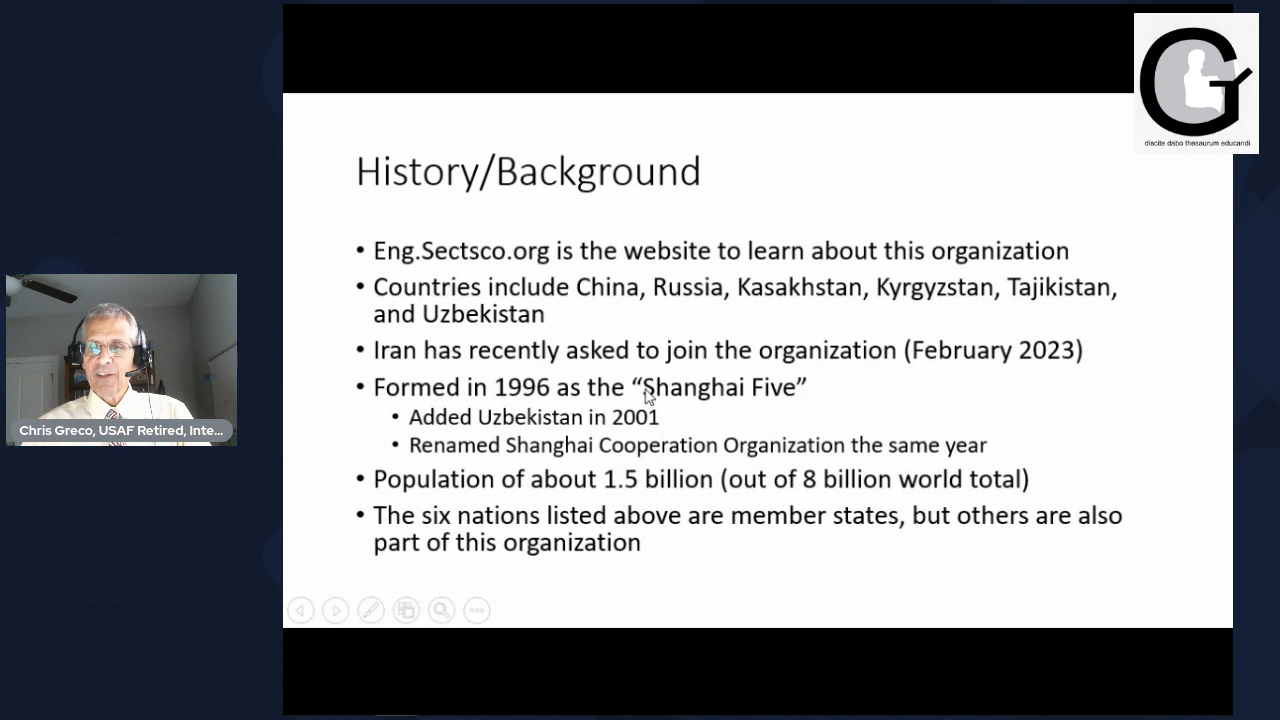 History/Background
• Eng.Sectsco.org is the website to learn about this organization
• Countries include China, Russia, Kasakhstan, Kyrgyzstan, Tajikistan,
and Uzbekistan
• Iran has recently asked to join the organization (February 2023)
• Formed in 1996 as the “Shanghai Five”
• Added Uzbekistan in 2001
• Renamed Shanghai Cooperation Organization the same year
• Population of about 1.5 billion (out of 8 billion world total)
• The six nations listed above are member states, but others are also
part of this organization
Chris Greco, USAF Retired, Inte...
G
discite dabo thesaurum educandi